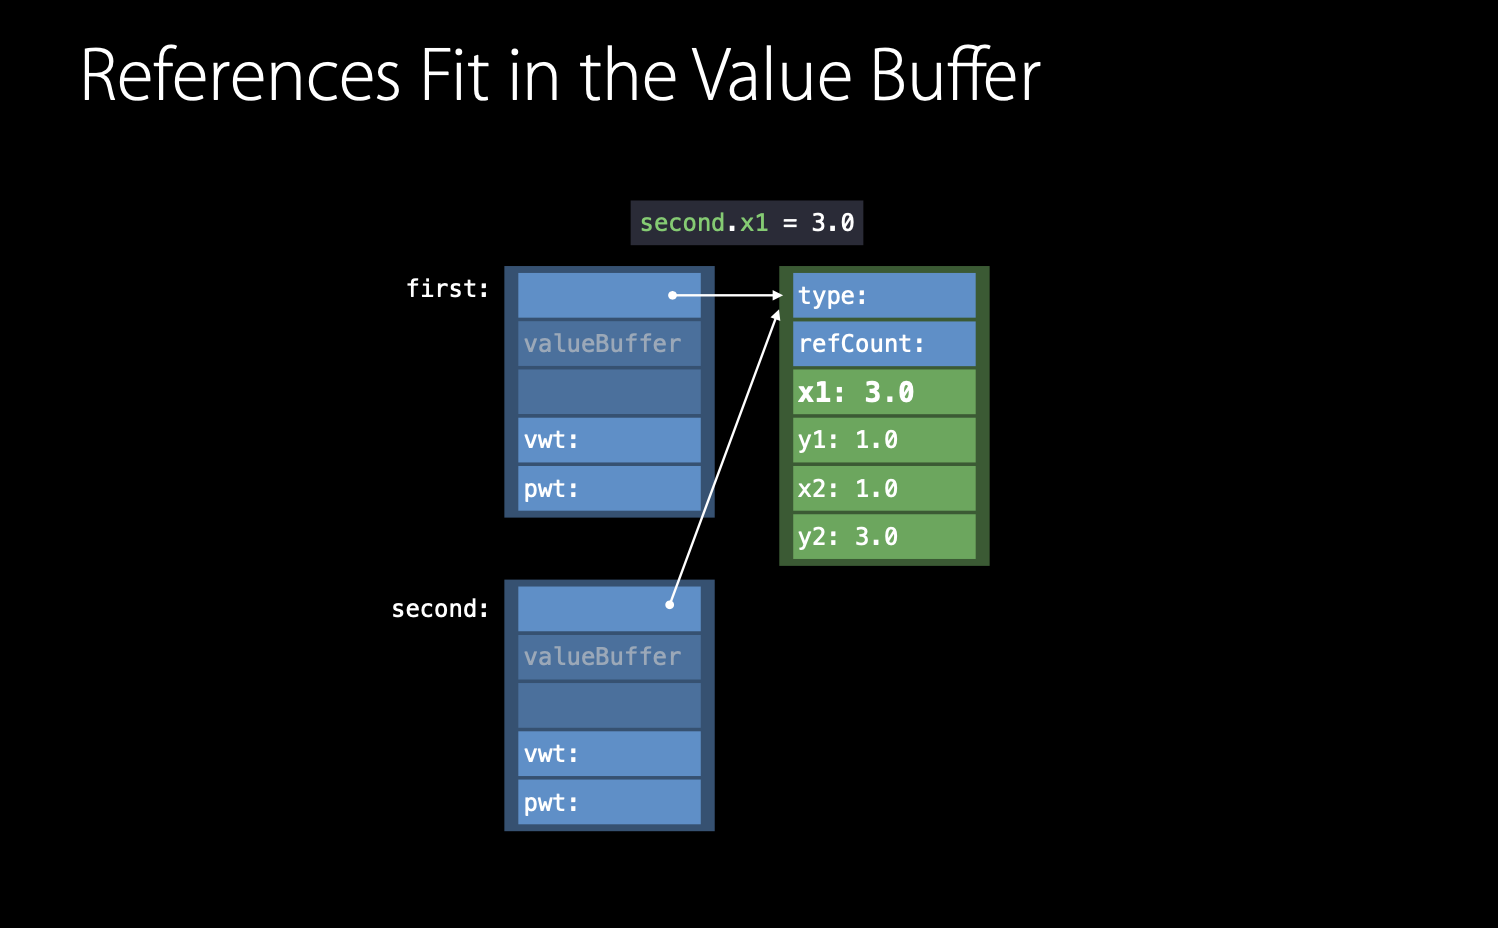 References Fit in the Value Buffer
second.x1 = 3.0
first:
valueBuffer
vwt:
pwt:
type:
refCount:
x1: 3.0
y1: 1.0
x2: 1.0
y2: 3.0
second:
valueBuffer
vwt:
pwt: